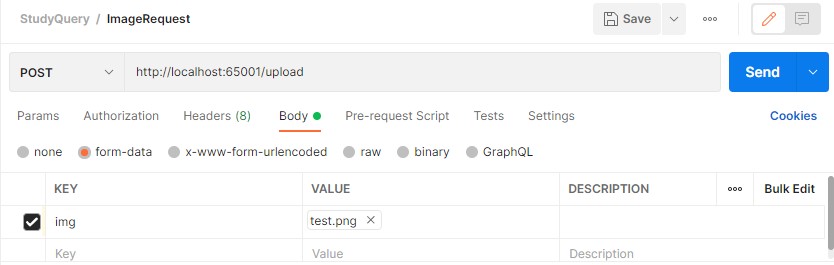 StudyQuery / ImageRequest Save ooo
POST http://localhost:65001/upload Send
Params Authorization Headers (8) Body Pre-request Script Tests Settings Cookies
none form-data x-www-form-urlencoded raw binary GraphQL
KEY VALUE DESCRIPTION ooo Bulk Edit
img test.png ×
Key Value Description